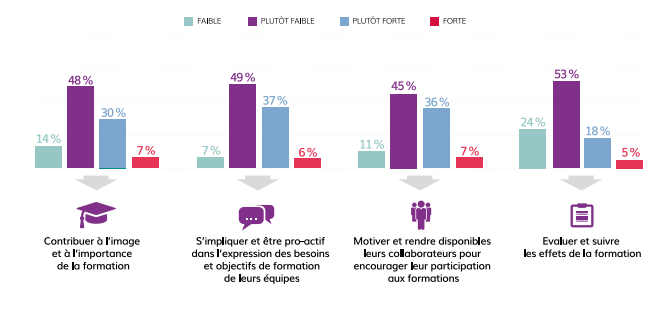 FAIBLE PLUTÔT FAIBLE PLUTÔT FORTE FORTE
14 % 48 % 30 % 7 %
7 % 49 % 37 % 6 %
11 % 45 % 36 % 7 %
24 % 53 % 18 % 5 %
Contribuer à l'image
et à l'importance
de la formation
S'impliquer et être pro-actif
dans l'expression des besoins
et objectifs de formation
de leurs équipes
Motiver et rendre disponibles
leurs collaborateurs pour
encourager leur participation
aux formations
Evaluer et suivre
les effets de la formation